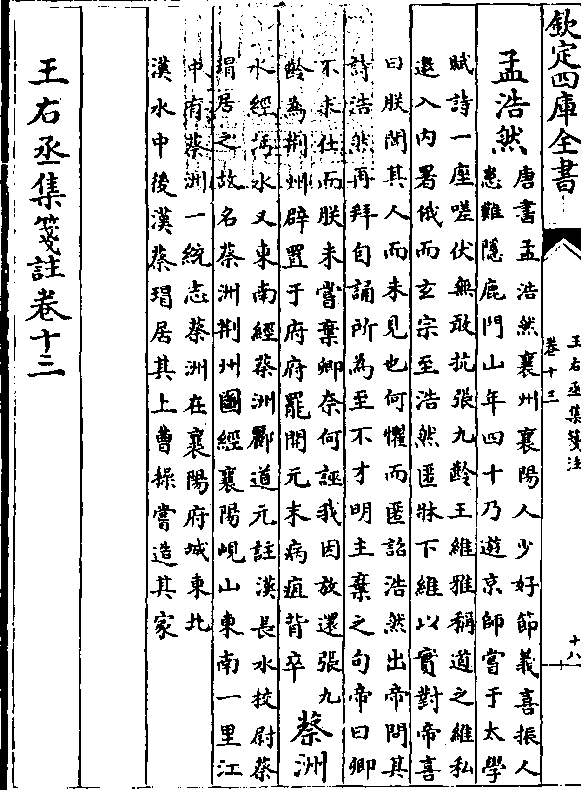 欽定四庫全書
王右丞集箋注
卷十三
十八
孟浩然
唐書孟浩然襄州襄陽人少好節義喜振人
患難隱鹿門山年四十乃遊京師嘗于太學
賦詩一座嗟伏無敢抗張九齡王維雅稱道之維私
邀入內署俄而玄宗至浩然匿牀下維以實對帝喜
曰朕聞其人而未見也何懼而匿詔浩然出帝問其
詩浩然再拜自誦所為至不才明主棄之句帝曰卿
不求仕而朕未嘗棄卿奈何誣我因放還張九
齡為荆州辟置于府府罷開元末病疽背卒
蔡洲
水經沔水又東南經蔡洲酈道元註漢長水校尉蔡
瑁居之故名蔡洲荆州圖經襄陽峴山東南一里江
中有蔡洲一統志蔡洲在襄陽府城東北
漢水中後漢蔡瑁居其上曹操嘗造其家
王右丞集箋註卷十三